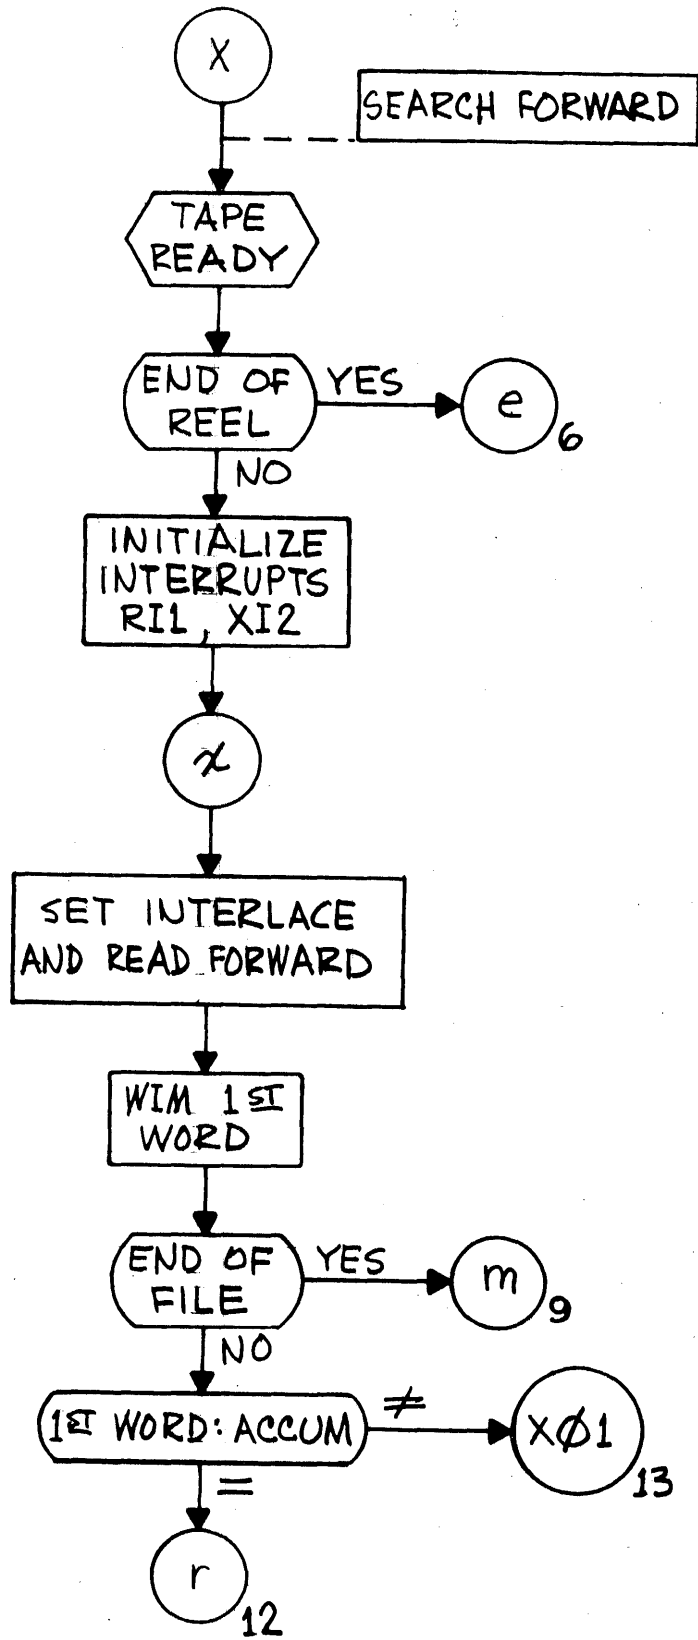 X
SEARCH FORWARD
TAPE
READY
END OF
REEL
YES
e
6
NO
INITIALIZE
INTERRUPTS
RI1, XI2
x
SET INTERLACE
AND READ FORWARD
WIM 1ST
WORD
END OF
FILE
YES
m
9
NO
1ST WORD: ACCUM
≠
XØ1
13
=
r
12